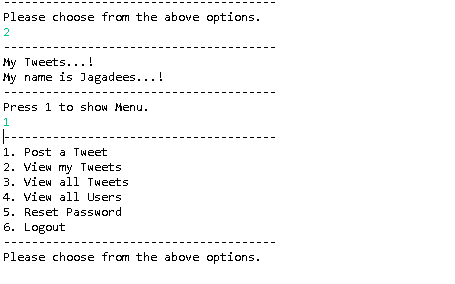 ---------------------------------------
Please choose from the above options.
2
---------------------------------------
My Tweets...!
My name is Jagadees...!
---------------------------------------
Press 1 to show Menu.
1
---------------------------------------
1. Post a Tweet
2. View my Tweets
3. View all Tweets
4. View all Users
5. Reset Password
6. Logout
---------------------------------------
Please choose from the above options.